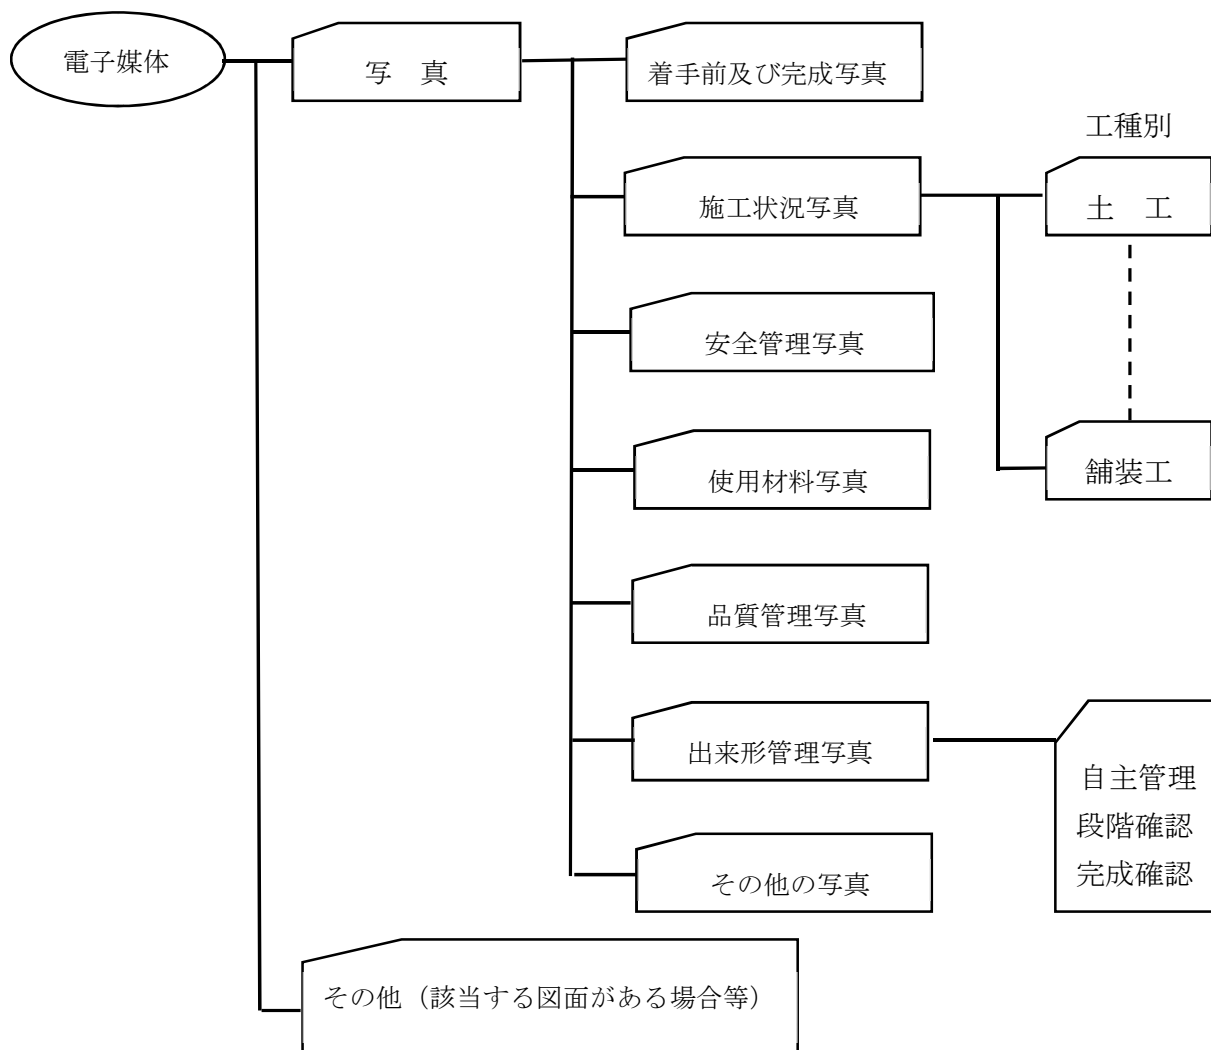 電子媒体
写　真
着手前及び完成写真
工種別
施工状況写真
土　工
安全管理写真
舗装工
使用材料写真
品質管理写真
出来形管理写真
自主管理
段階確認
完成確認
その他の写真
その他（該当する図面がある場合等）